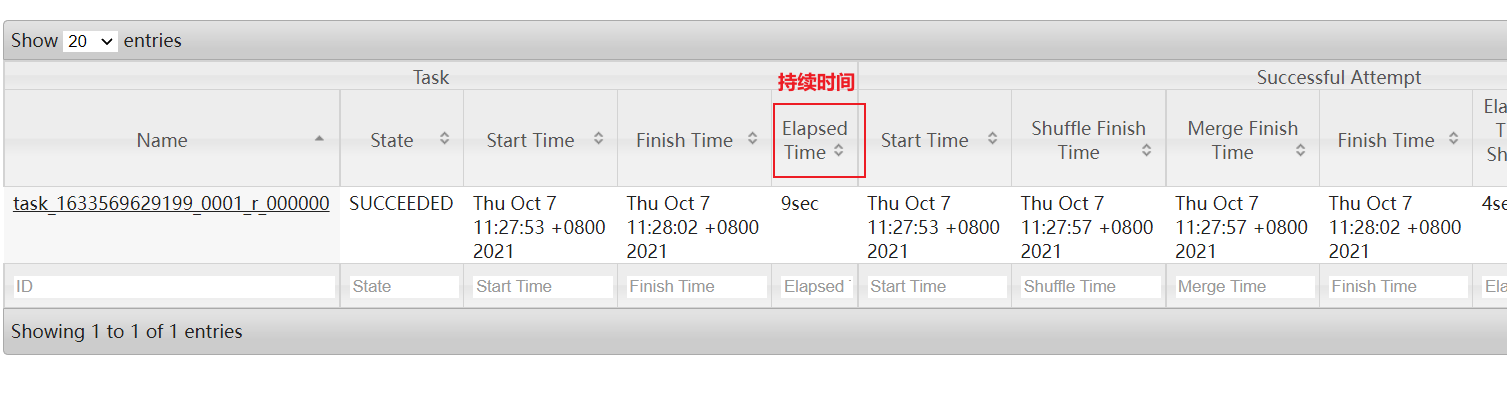 Show 20 entries
Task
持续时间
Successful Attempt
Name
State
Start Time
Finish Time
Elapsed
Time
Start Time
Shuffle Finish
Time
Merge Finish
Time
Finish Time
Ela
T
Sh
task_1633569629199_0001_r_000000
SUCCEEDED
Thu Oct 7
11:27:53 +0800
2021
Thu Oct 7
11:28:02 +0800
2021
9sec
Thu Oct 7
11:27:53 +0800
2021
Thu Oct 7
11:27:57 +0800
2021
Thu Oct 7
11:27:57 +0800
2021
Thu Oct 7
11:28:02 +0800
2021
4se
ID
State
Start Time
Finish Time
Elapsed
Start Time
Shuffle Time
Merge Time
Finish Time
Ela
Showing 1 to 1 of 1 entries